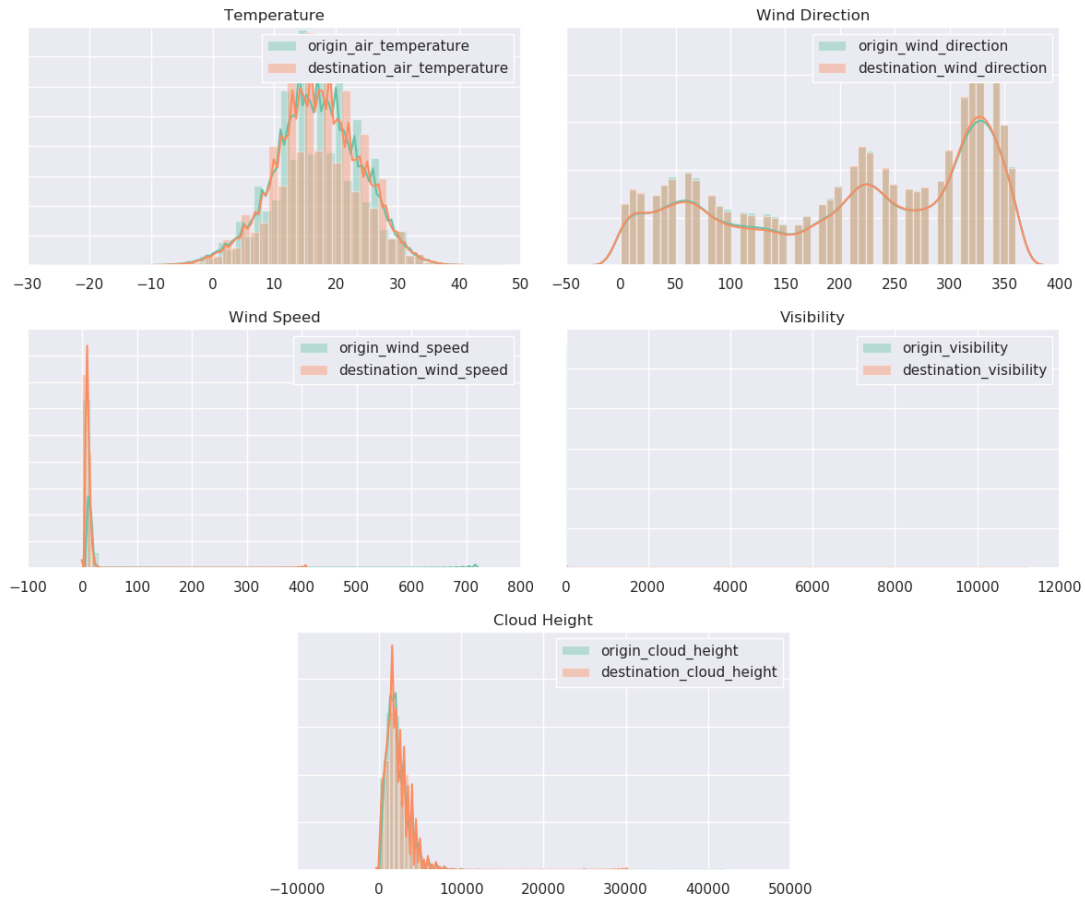 Temperature
origin_air_temperature
destination_air_temperature
−30 −20 −10 0 10 20 30 40 50
Wind Direction
origin_wind_direction
destination_wind_direction
−50 0 50 100 150 200 250 300 350 400
Wind Speed
origin_wind_speed
destination_wind_speed
−100 0 100 200 300 400 500 600 700 800
Visibility
origin_visibility
destination_visibility
0 2000 4000 6000 8000 10000 12000
Cloud Height
origin_cloud_height
destination_cloud_height
−10000 0 10000 20000 30000 40000 50000